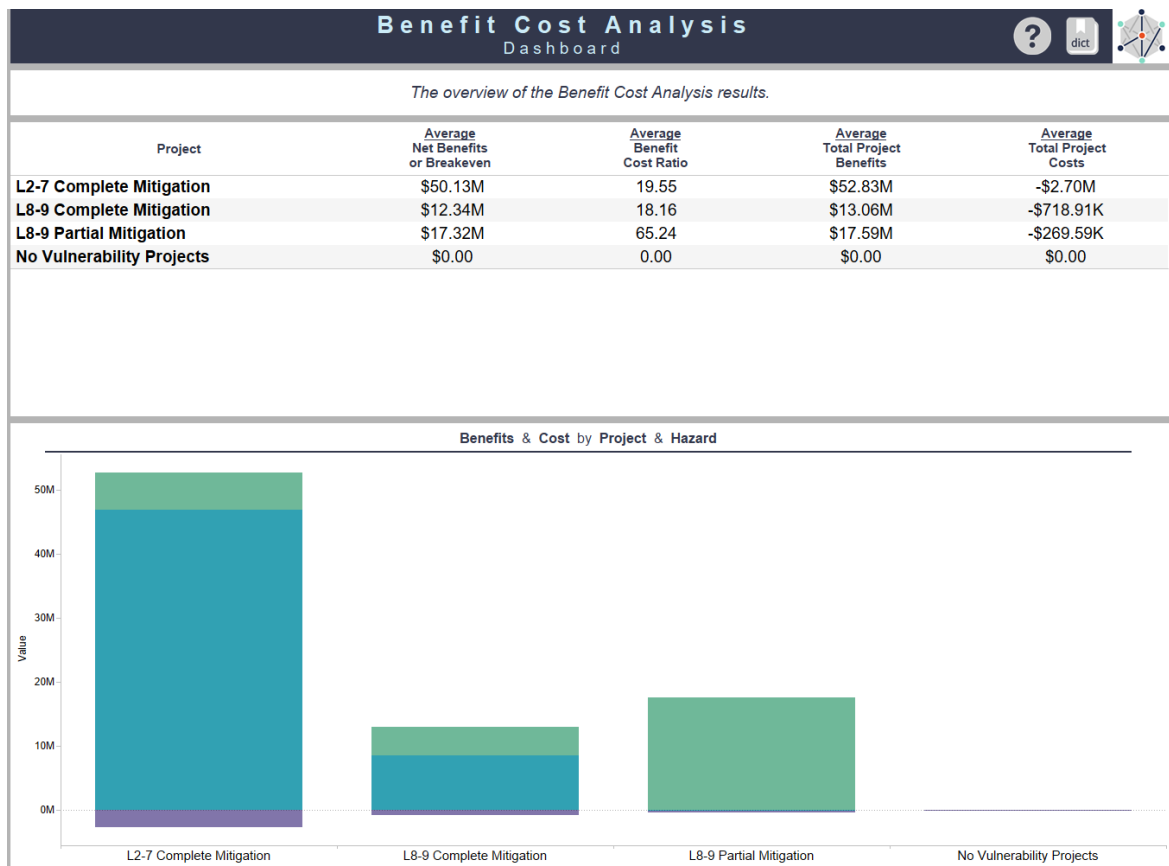 Benefit Cost Analysis
Dashboard
?
dict
The overview of the Benefit Cost Analysis results.
Project
Average
Net Benefits
or Breakeven
Average
Benefit
Cost Ratio
Average
Total Project
Benefits
Average
Total Project
Costs
L2-7 Complete Mitigation $50.13M 19.55 $52.83M -$2.70M
L8-9 Complete Mitigation $12.34M 18.16 $13.06M -$718.91K
L8-9 Partial Mitigation $17.32M 65.24 $17.59M -$269.59K
No Vulnerability Projects $0.00 0.00 $0.00 $0.00
Benefits & Cost by Project & Hazard
50M
40M
30M
20M
10M
0M
Value
L2-7 Complete Mitigation L8-9 Complete Mitigation L8-9 Partial Mitigation No Vulnerability Projects